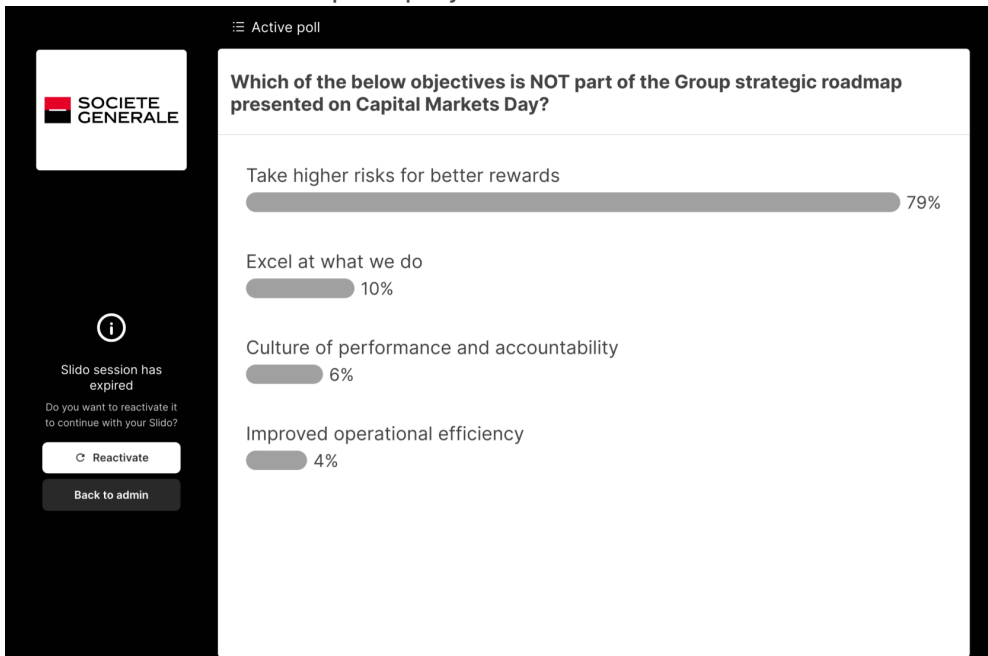 Active poll
SOCIETE
GENERALE
Which of the below objectives is NOT part of the Group strategic roadmap
presented on Capital Markets Day?
Take higher risks for better rewards
79%
Excel at what we do
10%
Culture of performance and accountability
6%
Improved operational efficiency
4%
Slido session has
expired
Do you want to reactivate it
to continue with your Slido?
Reactivate
Back to admin